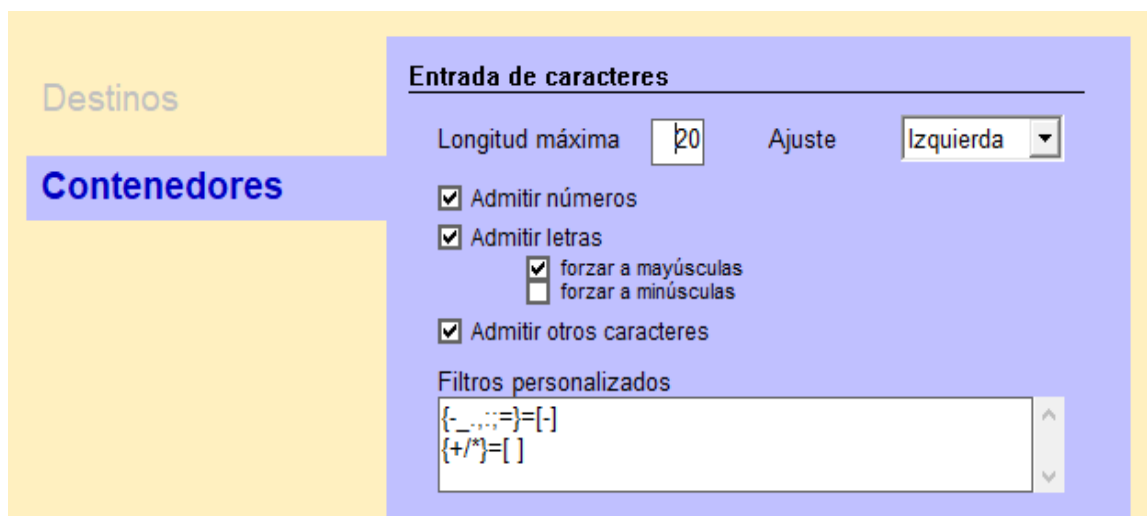 Destinos
Contenedores
Entrada de caracteres
Longitud máxima 20 Ajuste Izquierda
Admitir números
Admitir letras
forzar a mayúsculas
forzar a minúsculas
Admitir otros caracteres
Filtros personalizados
{-_.,:;=}=[-]
{+/*}=[ ]